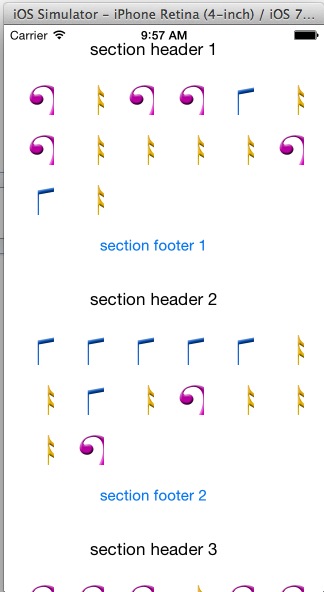 iOS Simulator - iPhone Retina (4-inch) / iOS 7...
Carrier 9:57 AM
section header 1
section footer 1
section header 2
section footer 2
section header 3